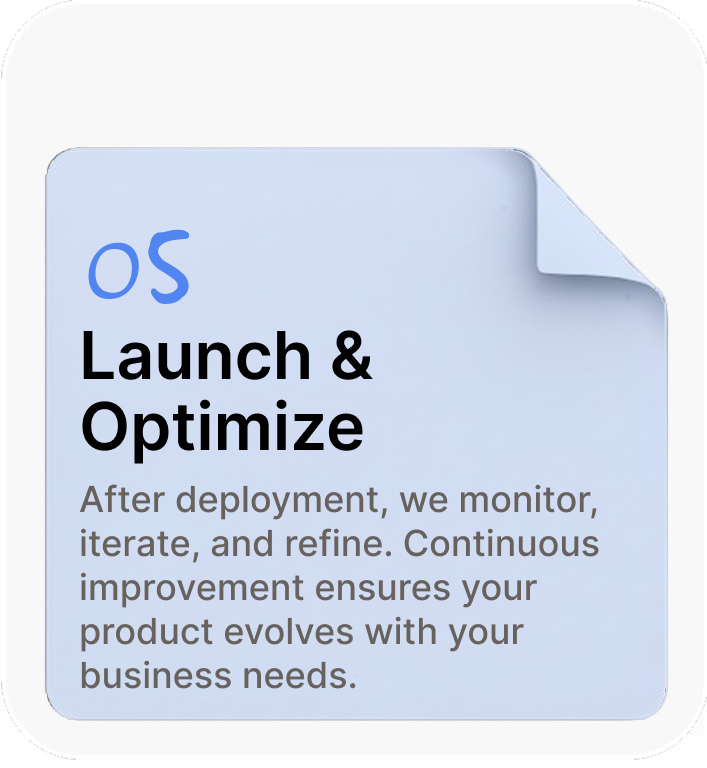 05
Launch &
Optimize
After deployment, we monitor,
iterate, and refine. Continuous
improvement ensures your
product evolves with your
business needs.